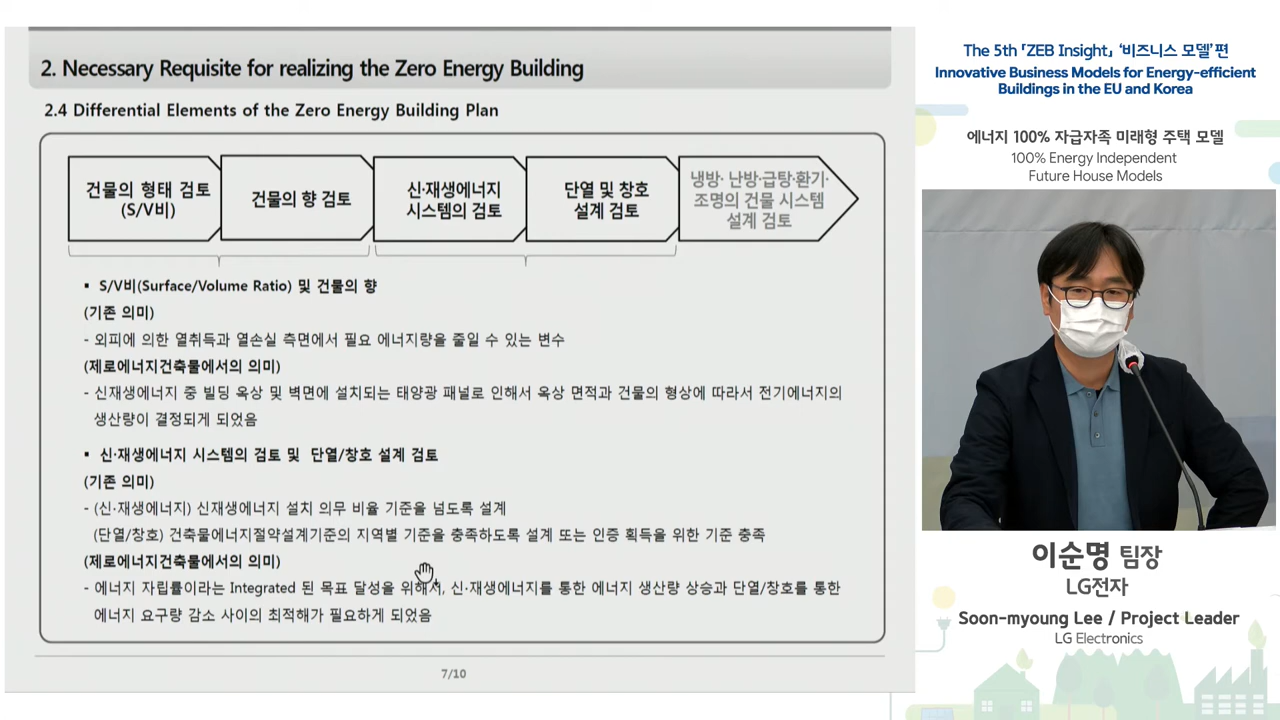 2. Necessary Requisite for realizing the Zero Energy Building
2.4 Differential Elements of the Zero Energy Building Plan
건물의 형태 검토
(S/V비)
건물의 향 검토
신·재생에너지
시스템의 검토
단열 및 창호
설계 검토
냉방· 난방·급탕·환기·
조명의 건물 시스템
설계 검토
▪ S/V비(Surface/Volume Ratio) 및 건물의 향
(기존 의미)
- 외피에 의한 열취득과 열손실 측면에서 필요 에너지량을 줄일 수 있는 변수
(제로에너지건축물에서의 의미)
- 신재생에너지 중 빌딩 옥상 및 벽면에 설치되는 태양광 패널로 인해서 옥상 면적과 건물의 형상에 따라서 전기에너지의
생산량이 결정되게 되었음
▪ 신·재생에너지 시스템의 검토 및 단열/창호 설계 검토
(기존 의미)
- (신·재생에너지) 신재생에너지 설치 의무 비율 기준을 넘도록 설계
(단열/창호) 건축물에너지절약설계기준의 지역별 기준을 충족하도록 설계 또는 인증 획득을 위한 기준 충족
(제로에너지건축물에서의 의미)
- 에너지 자립률이라는 Integrated 된 목표 달성을 위해서, 신·재생에너지를 통한 에너지 생산량 상승과 단열/창호를 통한
에너지 요구량 감소 사이의 최적해가 필요하게 되었음
7/10
The 5th 「ZEB Insight」 '비즈니스 모델'편
Innovative Business Models for Energy-efficient
Buildings in the EU and Korea
에너지 100% 자급자족 미래형 주택 모델
100% Energy Independent
Future House Models
이순명 팀장
LG전자
Soon-myoung Lee / Project Leader
LG Electronics